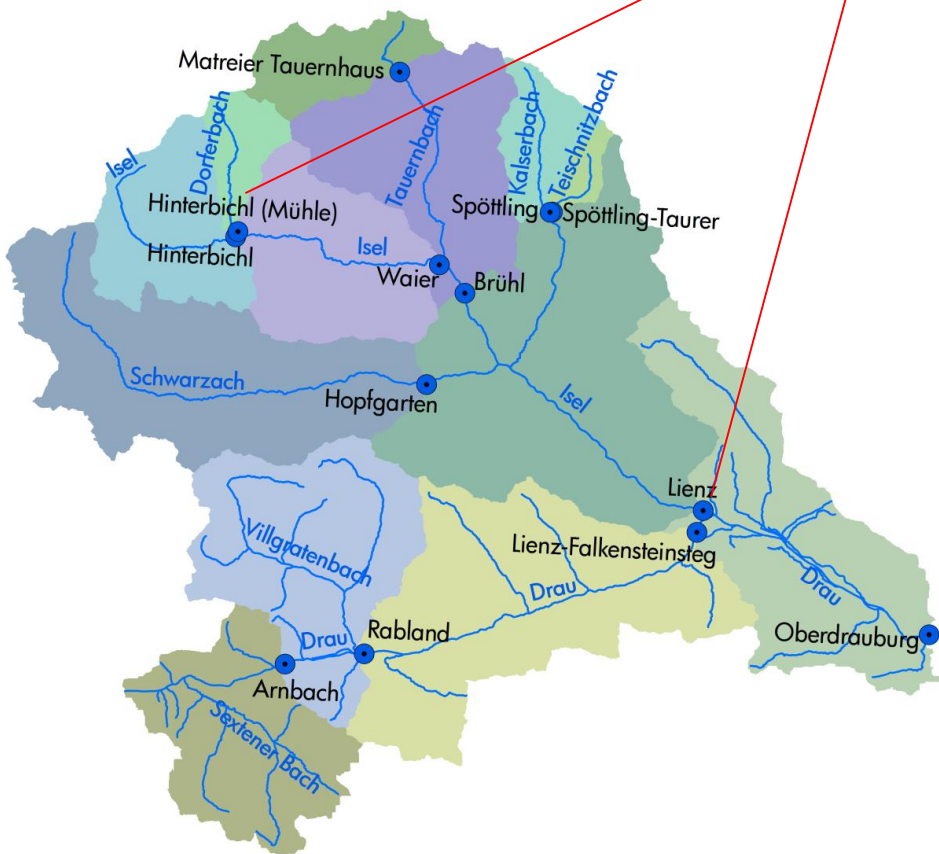 Matreier Tauernhaus
Tauernbach
Kalserbach
Teischnitzbach
Dorferbach
Isel
Spöttling
Spöttling-Taurer
Hinterbichl (Mühle)
Hinterbichl
Isel
Waier
Brühl
Schwarzach
Hopfgarten
Isel
Lienz
Villgratenbach
Lienz-Falkensteinsteg
Drau
Drau
Drau
Rabland
Oberdrauburg
Arnbach
Sextener Bach